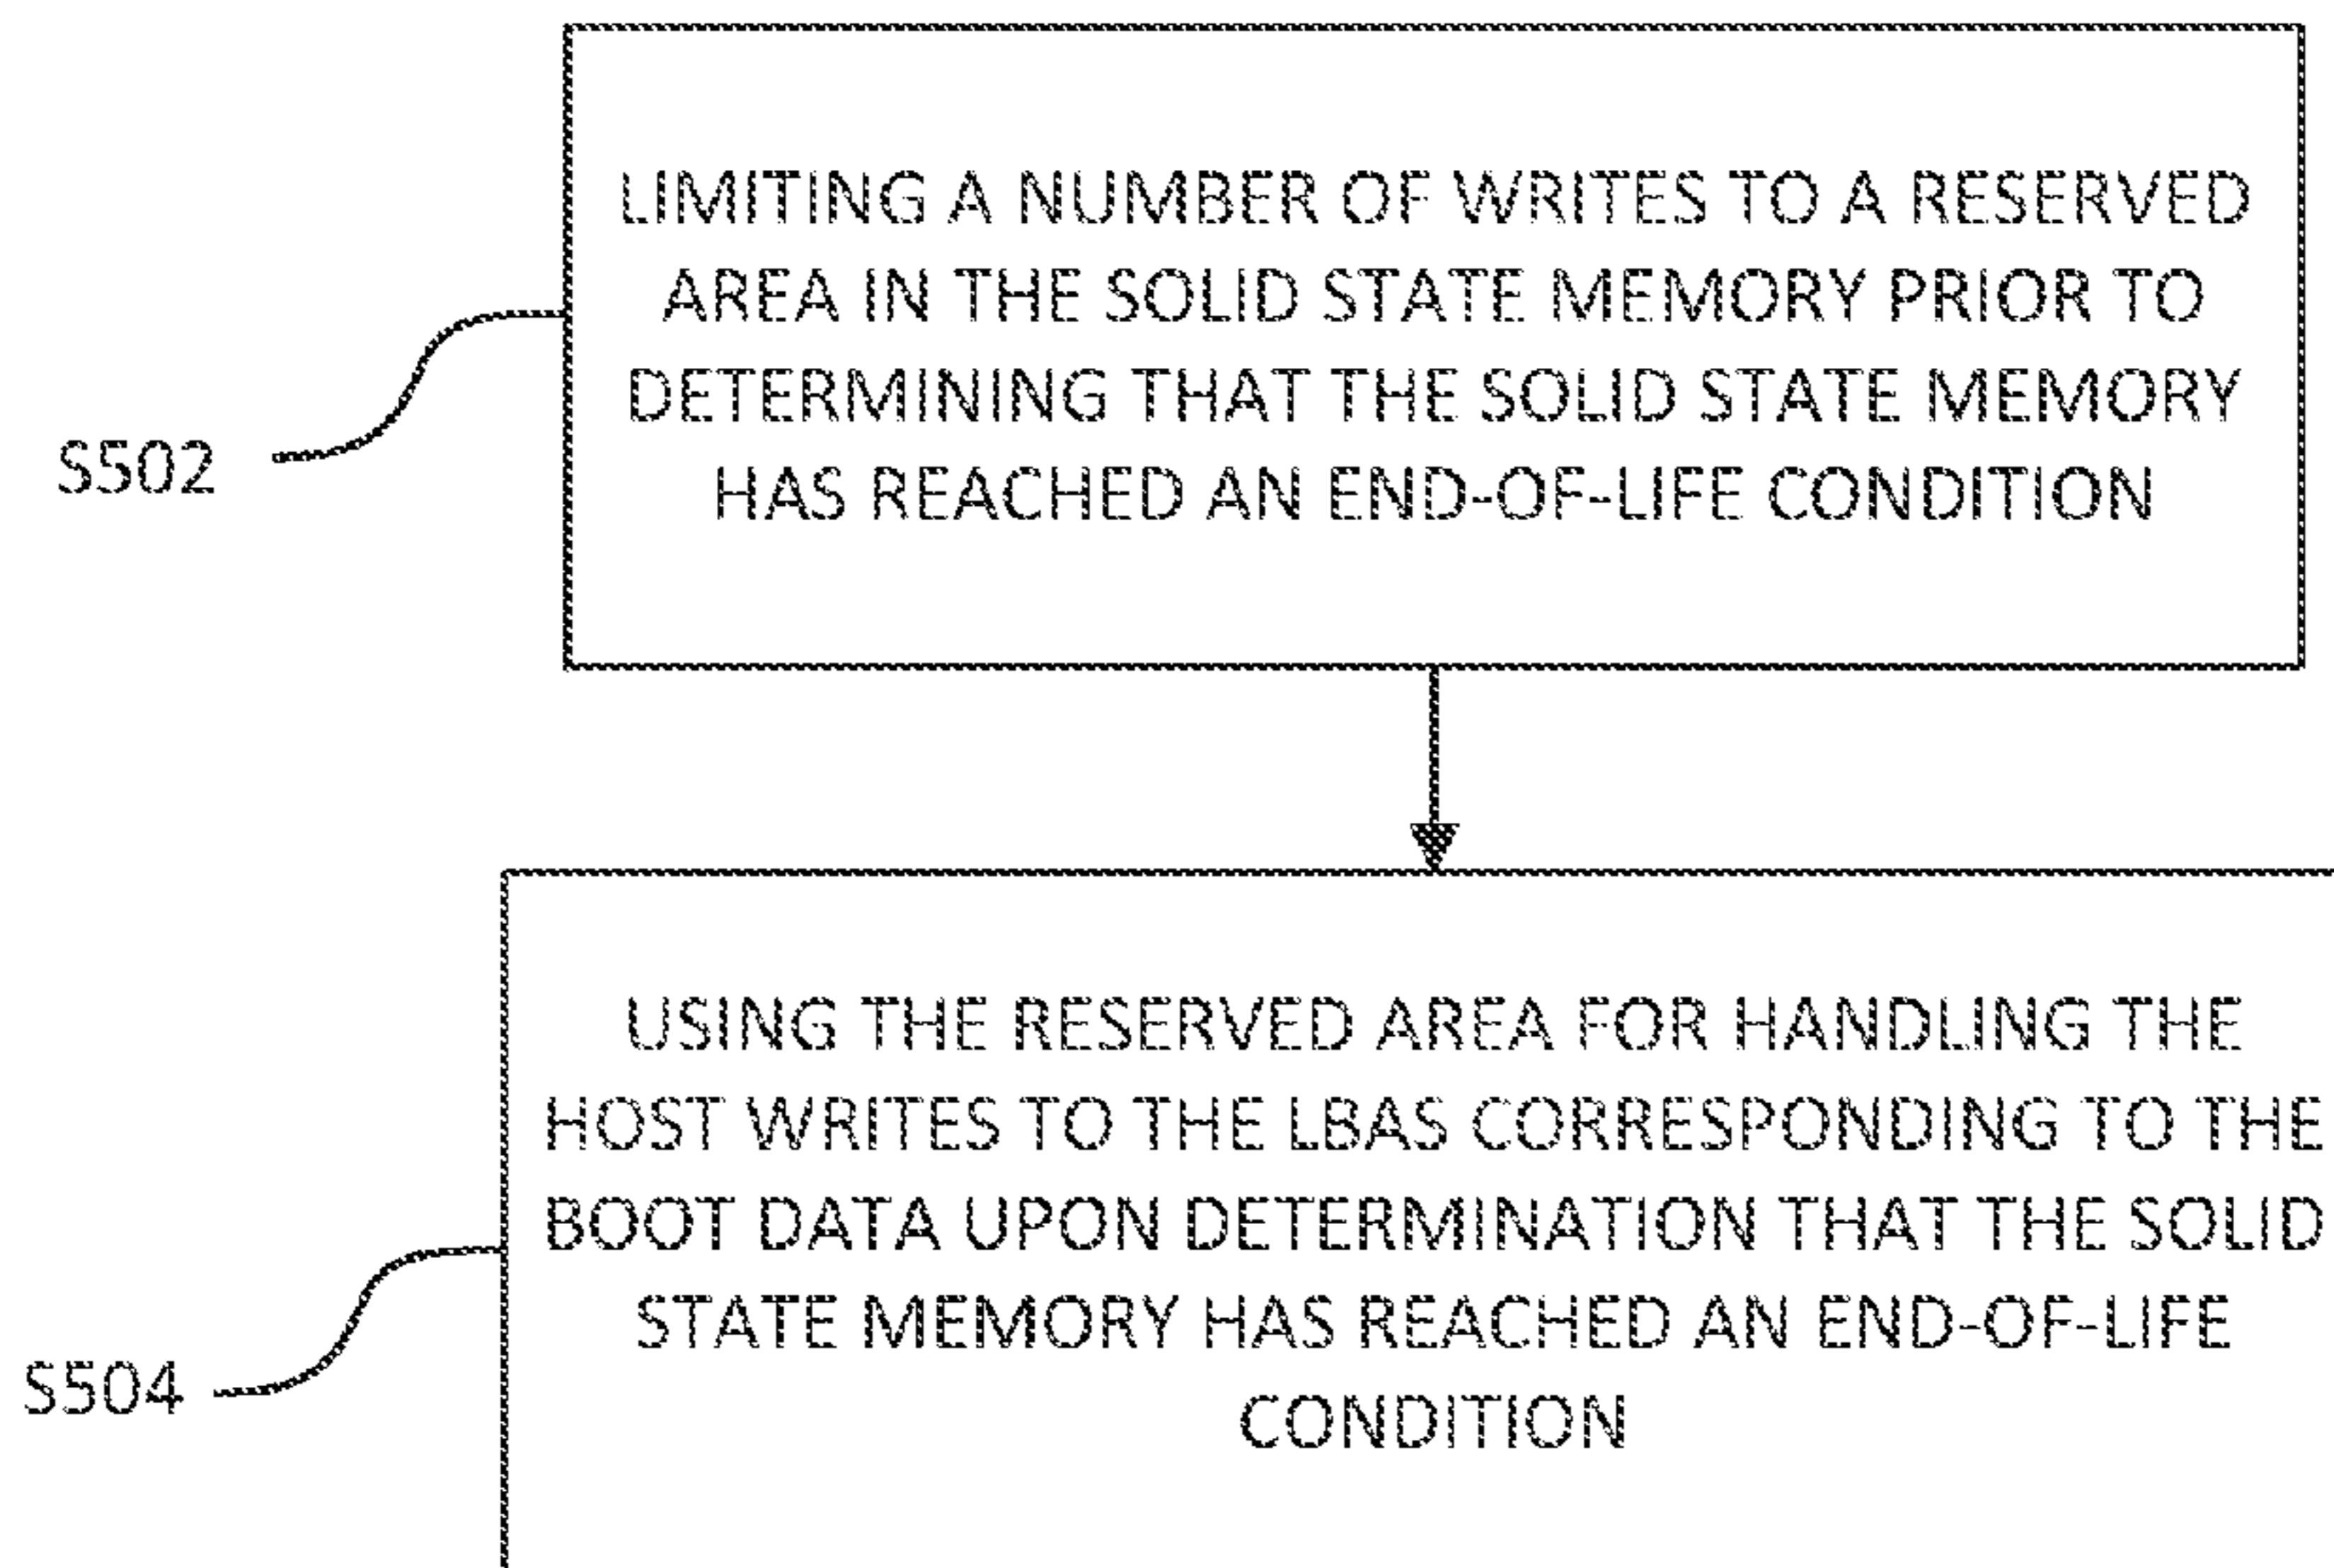 LIMITING A NUMBER OF WRITES TO A RESERVED
AREA IN THE SOLID STATE MEMORY PRIOR TO
DETERMINING THAT THE SOLID STATE MEMORY
HAS REACHED AN END-OF-LIFE CONDITION
S502
USING THE RESERVED AREA FOR HANDLING THE
HOST WRITES TO THE LBAS CORRESPONDING TO THE
BOOT DATA UPON DETERMINATION THAT THE SOLID
STATE MEMORY HAS REACHED AN END-OF-LIFE
CONDITION
S504